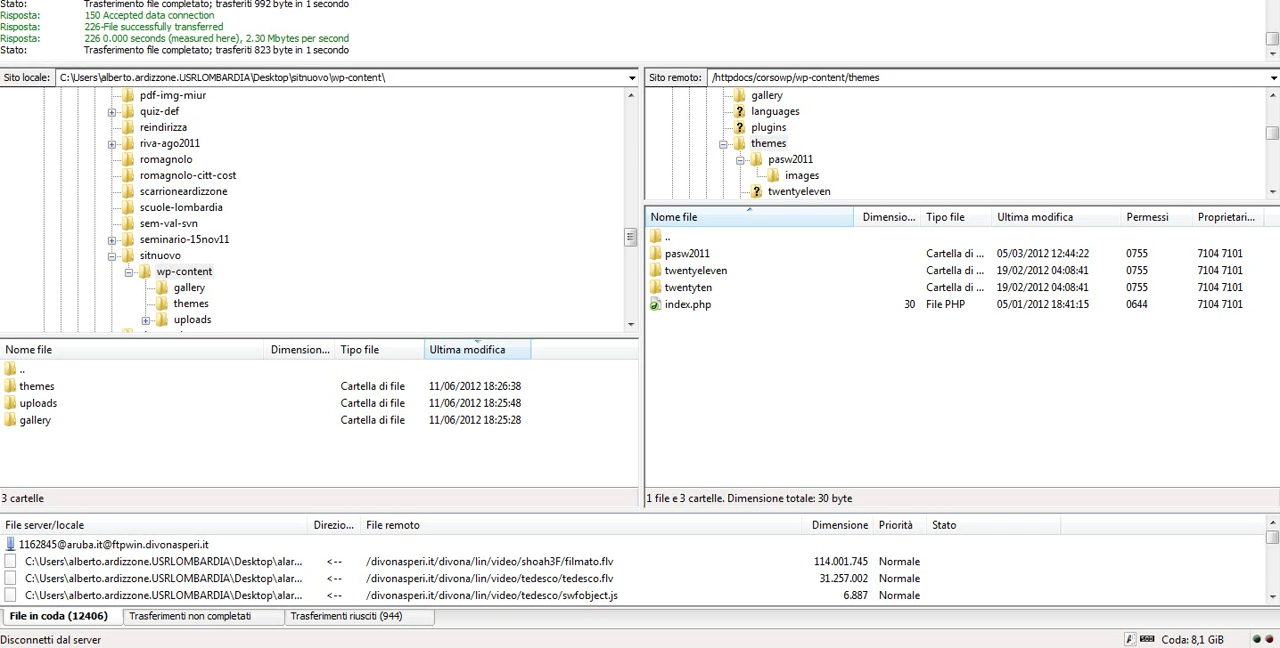 Stato: Trasferimento file completato; trasferiti 992 byte in 1 secondo
Risposta: 150 Accepted data connection
Risposta: 226-File successfully transferred
Risposta: 226 0.000 seconds (measured here), 2.30 Mbytes per second
Stato: Trasferimento file completato; trasferiti 823 byte in 1 secondo
Sito locale: C:\Users\alberto.ardizzone.USRLOMBARDIA\Desktop\sitnuovo\wp-content\
pdf-img-miur
quiz-def
reindirizza
riva-ago2011
romagnolo
romagnolo-citt-cost
scarrioneardizzone
scuole-lombardia
sem-val-svn
seminario-15nov11
sitnuovo
wp-content
gallery
themes
uploads
Nome file Dimension... Tipo file Ultima modifica
..
themes Cartella di file 11/06/2012 18:26:38
uploads Cartella di file 11/06/2012 18:25:48
gallery Cartella di file 11/06/2012 18:25:28
3 cartelle
Sito remoto: /httpdocs/corsowp/wp-content/themes
gallery
languages
plugins
themes
pasw2011
images
twentyeleven
Nome file Dimensio... Tipo file Ultima modifica Permessi Proprietari...
..
pasw2011 Cartella di ... 05/03/2012 12:44:22 0755 7104 7101
twentyeleven Cartella di ... 19/02/2012 04:08:41 0755 7104 7101
twentyten Cartella di ... 19/02/2012 04:08:41 0755 7104 7101
index.php 30 File PHP 05/01/2012 18:41:15 0644 7104 7101
1 file e 3 cartelle. Dimensione totale: 30 byte
File server/locale Direzio... File remoto Dimensione Priorità Stato
1162845@aruba.it@ftpwin.divonasperi.it
C:\Users\alberto.ardizzone.USRLOMBARDIA\Desktop\alar... <-- /divonasperi.it/divona/lin/video/shoah3F/filmato.flv 114.001.745 Normale
C:\Users\alberto.ardizzone.USRLOMBARDIA\Desktop\alar... <-- /divonasperi.it/divona/lin/video/tedesco/tedesco.flv 31.257.002 Normale
C:\Users\alberto.ardizzone.USRLOMBARDIA\Desktop\alar... <-- /divonasperi.it/divona/lin/video/tedesco/swfobject.js 6.887 Normale
File in coda (12406) Trasferimenti non completati Trasferimenti riusciti (944)
Disconnetti dal server Coda: 8,1 GiB